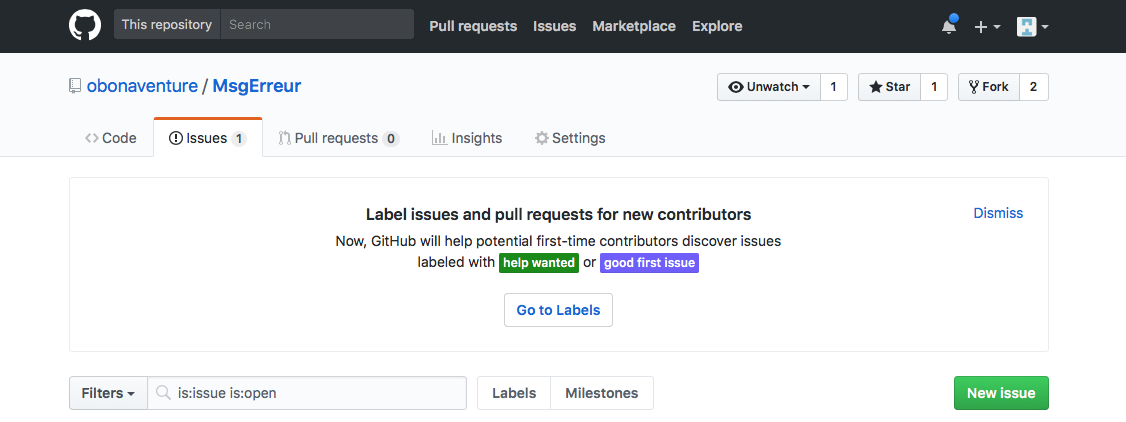 This repository Search Pull requests Issues Marketplace Explore
obonaventure / MsgErreur Unwatch 1 Star 1 Fork 2
Code Issues 1 Pull requests 0 Insights Settings
Label issues and pull requests for new contributors Dismiss
Now, GitHub will help potential first-time contributors discover issues
labeled with help wanted or good first issue
Go to Labels
Filters is:issue is:open Labels Milestones New issue